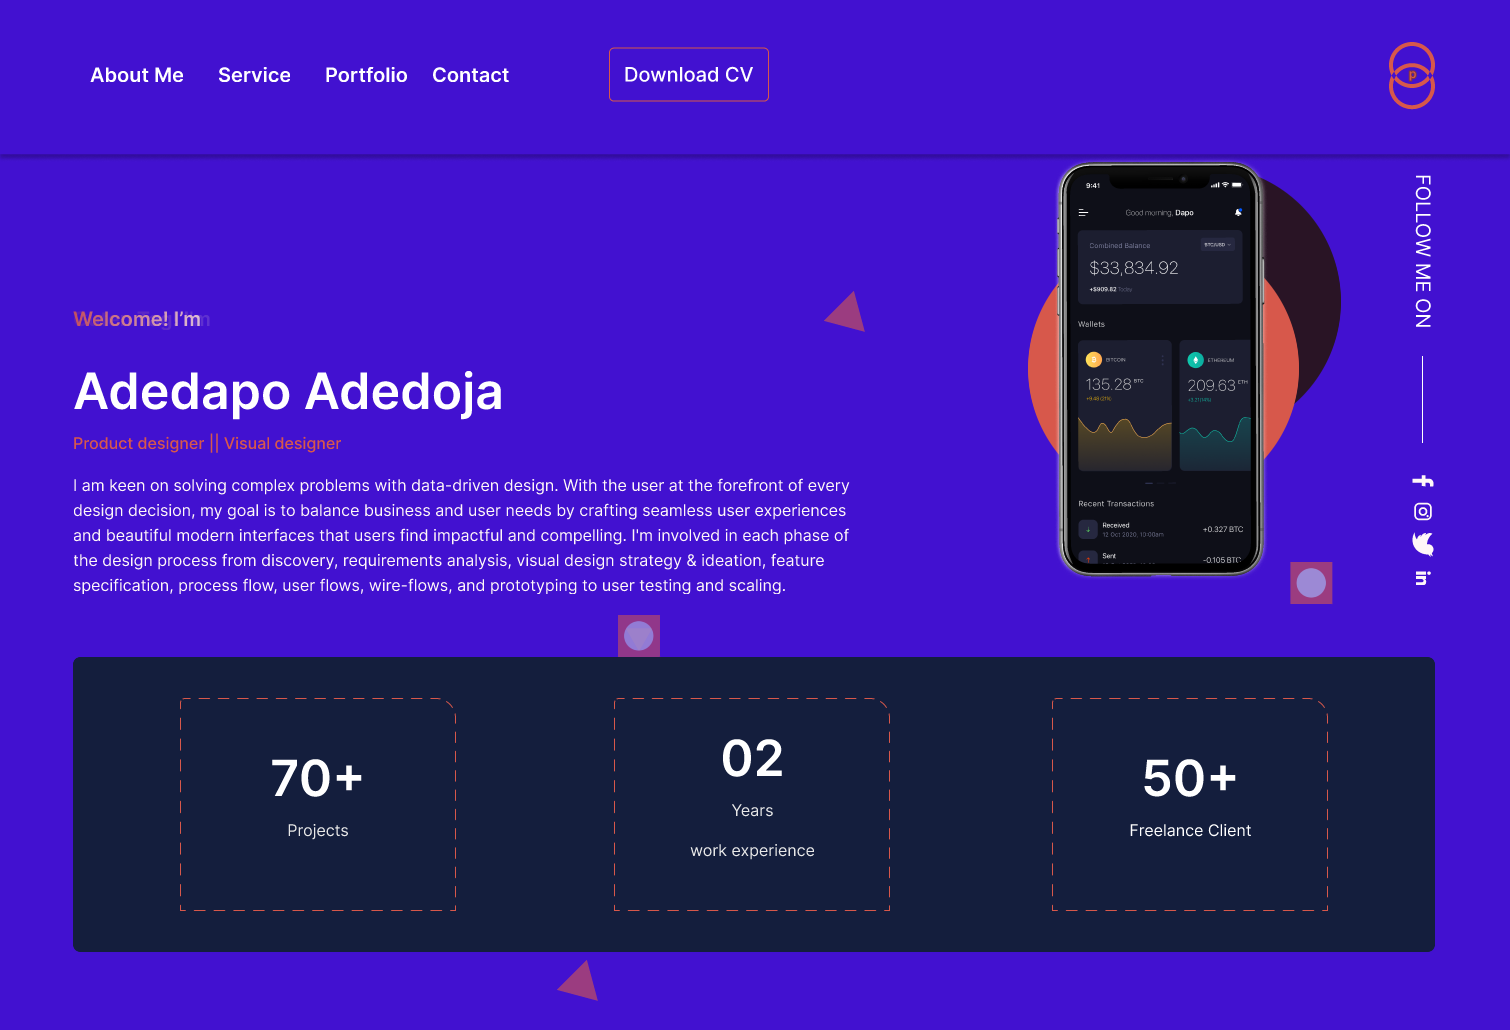 About Me
Service
Portfolio
Contact
Download CV
p
FOLLOW ME ON
Welcome! I'm
Adedapo Adedoja
Product designer || Visual designer
I am keen on solving complex problems with data-driven design. With the user at the forefront of every
design decision, my goal is to balance business and user needs by crafting seamless user experiences
and beautiful modern interfaces that users find impactful and compelling. I'm involved in each phase of
the design process from discovery, requirements analysis, visual design strategy & ideation, feature
specification, process flow, user flows, wire-flows, and prototyping to user testing and scaling.
9:41
Good morning, Dapo
Combined Balance
BTC/USD
$33,834.92
+$909.82 Today
Wallets
BITCOIN
135.28 BTC
+9.48 (21%)
ETHEREUM
209.63 ETH
Recent Transactions
Received
+0.327 BTC
12 Oct 2020, 10:00am
Sent
-0.105 BTC
70+
Projects
02
Years
work experience
50+
Freelance Client